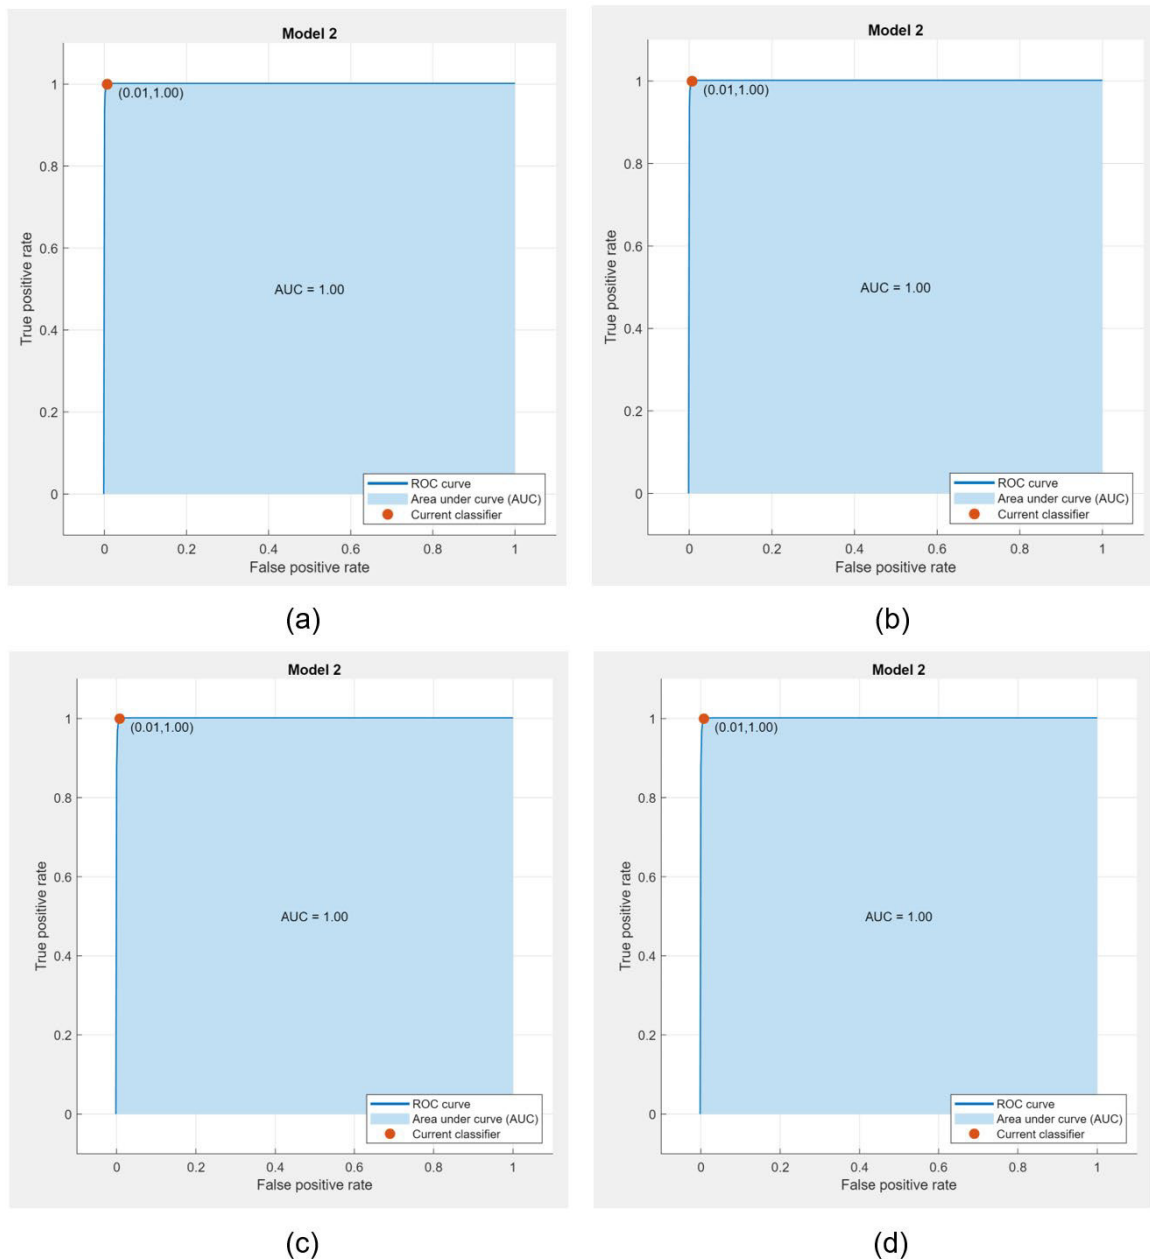 Model 2
1
(0.01,1.00)
0.8
0.6
True positive rate
AUC = 1.00
0.4
0.2
0
ROC curve
Area under curve (AUC)
Current classifier
0 0.2 0.4 0.6 0.8 1
False positive rate
(a)
Model 2
1
(0.01,1.00)
0.8
0.6
True positive rate
AUC = 1.00
0.4
0.2
0
ROC curve
Area under curve (AUC)
Current classifier
0 0.2 0.4 0.6 0.8 1
False positive rate
(b)
Model 2
1
(0.01,1.00)
0.8
0.6
True positive rate
AUC = 1.00
0.4
0.2
0
ROC curve
Area under curve (AUC)
Current classifier
0 0.2 0.4 0.6 0.8 1
False positive rate
(c)
Model 2
1
(0.01,1.00)
0.8
0.6
True positive rate
AUC = 1.00
0.4
0.2
0
ROC curve
Area under curve (AUC)
Current classifier
0 0.2 0.4 0.6 0.8 1
False positive rate
(d)